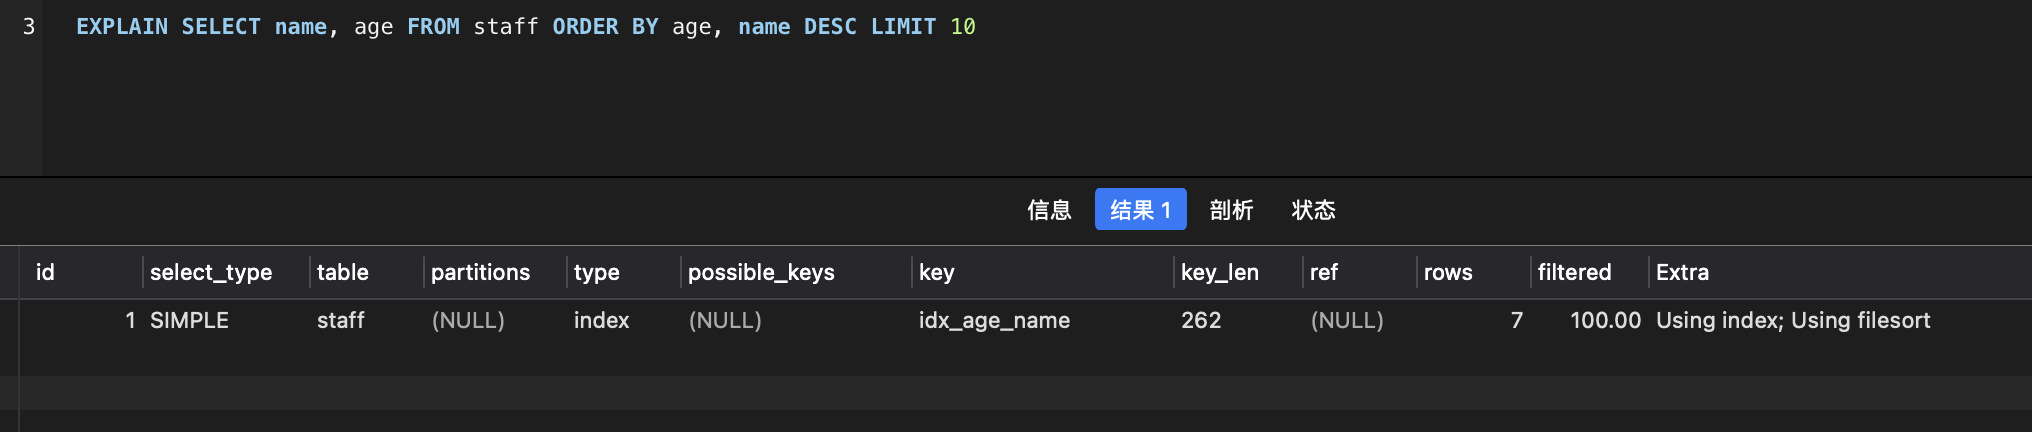 3 EXPLAIN SELECT name, age FROM staff ORDER BY age, name DESC LIMIT 10
信息 结果 1 剖析 状态
id select_type table partitions type possible_keys key key_len ref rows filtered Extra
1 SIMPLE staff (NULL) index (NULL) idx_age_name 262 (NULL) 7 100.00 Using index; Using filesort